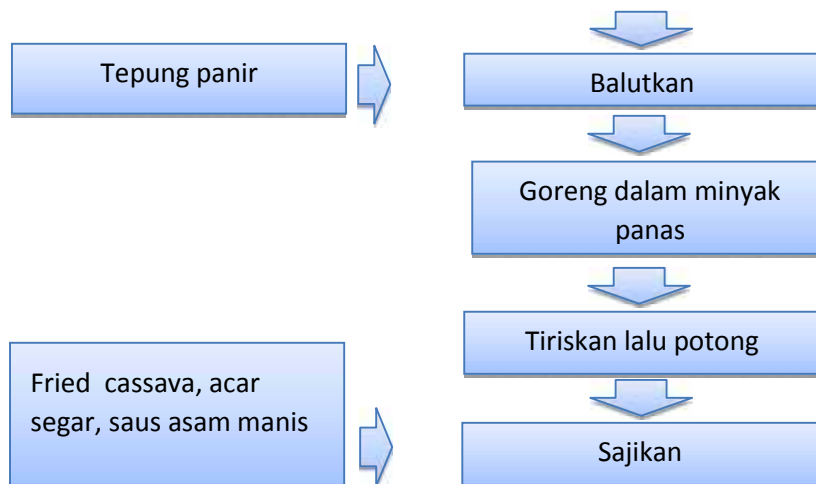 Tepung panir
Balutkan
Goreng dalam minyak
panas
Tiriskan lalu potong
Fried cassava, acar
segar, saus asam manis
Sajikan